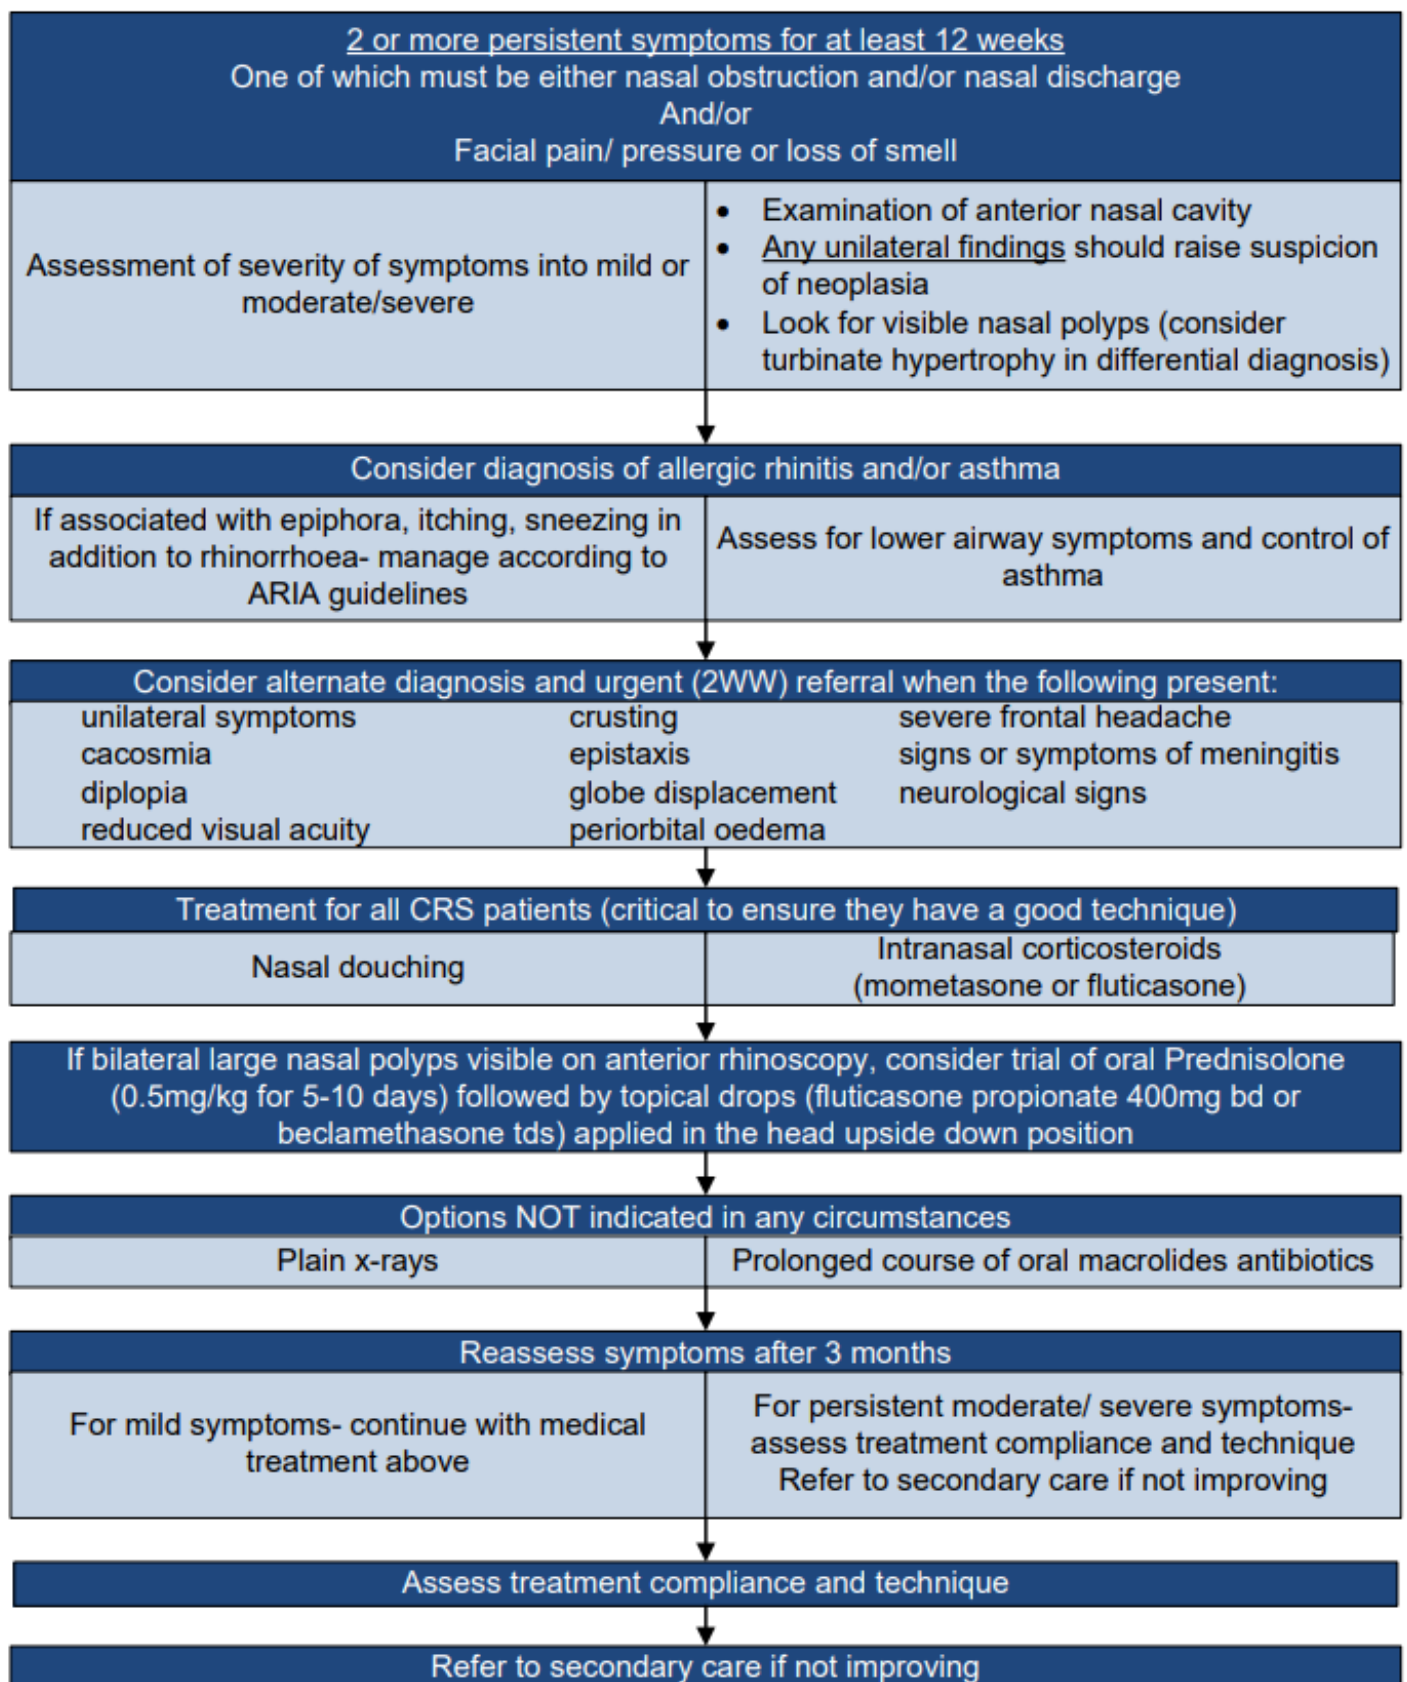 2 or more persistent symptoms for at least 12 weeks
One of which must be either nasal obstruction and/or nasal discharge
And/or
Facial pain/ pressure or loss of smell
Assessment of severity of symptoms into mild or
moderate/severe
• Examination of anterior nasal cavity
• Any unilateral findings should raise suspicion
of neoplasia
• Look for visible nasal polyps (consider
turbinate hypertrophy in differential diagnosis)
Consider diagnosis of allergic rhinitis and/or asthma
If associated with epiphora, itching, sneezing in
addition to rhinorrhoea- manage according to
ARIA guidelines
Assess for lower airway symptoms and control of
asthma
Consider alternate diagnosis and urgent (2WW) referral when the following present:
unilateral symptoms
cacosmia
diplopia
reduced visual acuity
crusting
epistaxis
globe displacement
periorbital oedema
severe frontal headache
signs or symptoms of meningitis
neurological signs
Treatment for all CRS patients (critical to ensure they have a good technique)
Nasal douching
Intranasal corticosteroids
(mometasone or fluticasone)
If bilateral large nasal polyps visible on anterior rhinoscopy, consider trial of oral Prednisolone
(0.5mg/kg for 5-10 days) followed by topical drops (fluticasone propionate 400mg bd or
beclamethasone tds) applied in the head upside down position
Options NOT indicated in any circumstances
Plain x-rays
Prolonged course of oral macrolides antibiotics
Reassess symptoms after 3 months
For mild symptoms- continue with medical
treatment above
For persistent moderate/ severe symptoms-
assess treatment compliance and technique
Refer to secondary care if not improving
Assess treatment compliance and technique
Refer to secondary care if not improving